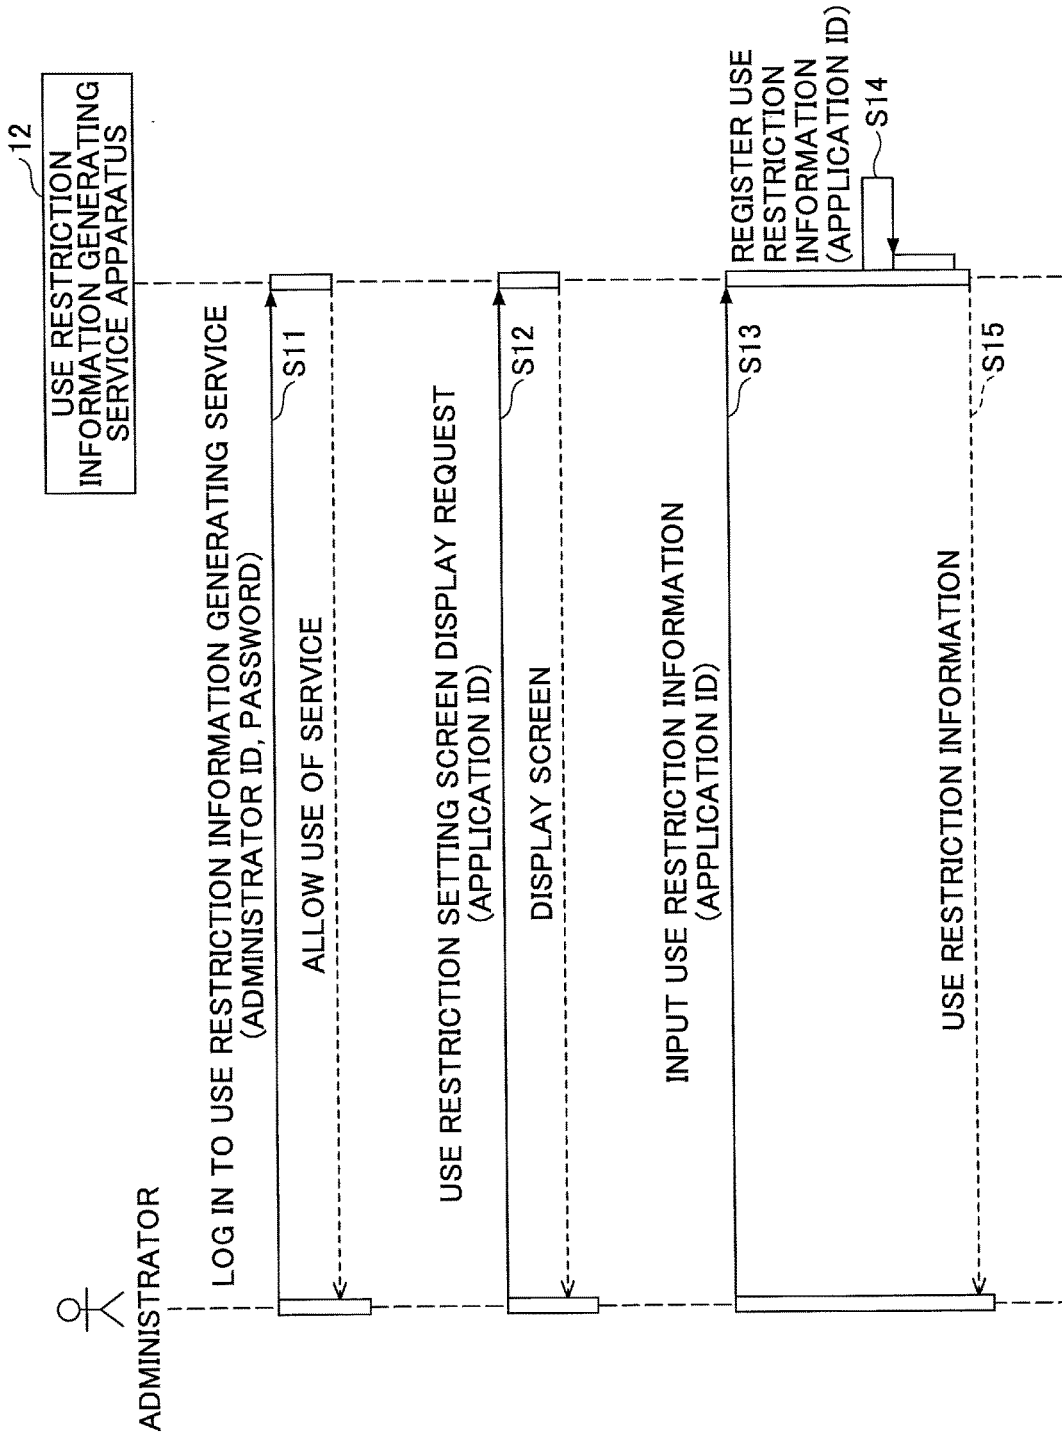 ADMINISTRATOR
12
USE RESTRICTION
INFORMATION GENERATING
SERVICE APPARATUS
LOG IN TO USE RESTRICTION INFORMATION GENERATING SERVICE
(ADMINISTRATOR ID, PASSWORD)
S11
ALLOW USE OF SERVICE
USE RESTRICTION SETTING SCREEN DISPLAY REQUEST
(APPLICATION ID)
S12
DISPLAY SCREEN
INPUT USE RESTRICTION INFORMATION
(APPLICATION ID)
S13
REGISTER USE
RESTRICTION
INFORMATION
(APPLICATION ID)
S14
USE RESTRICTION INFORMATION
S15